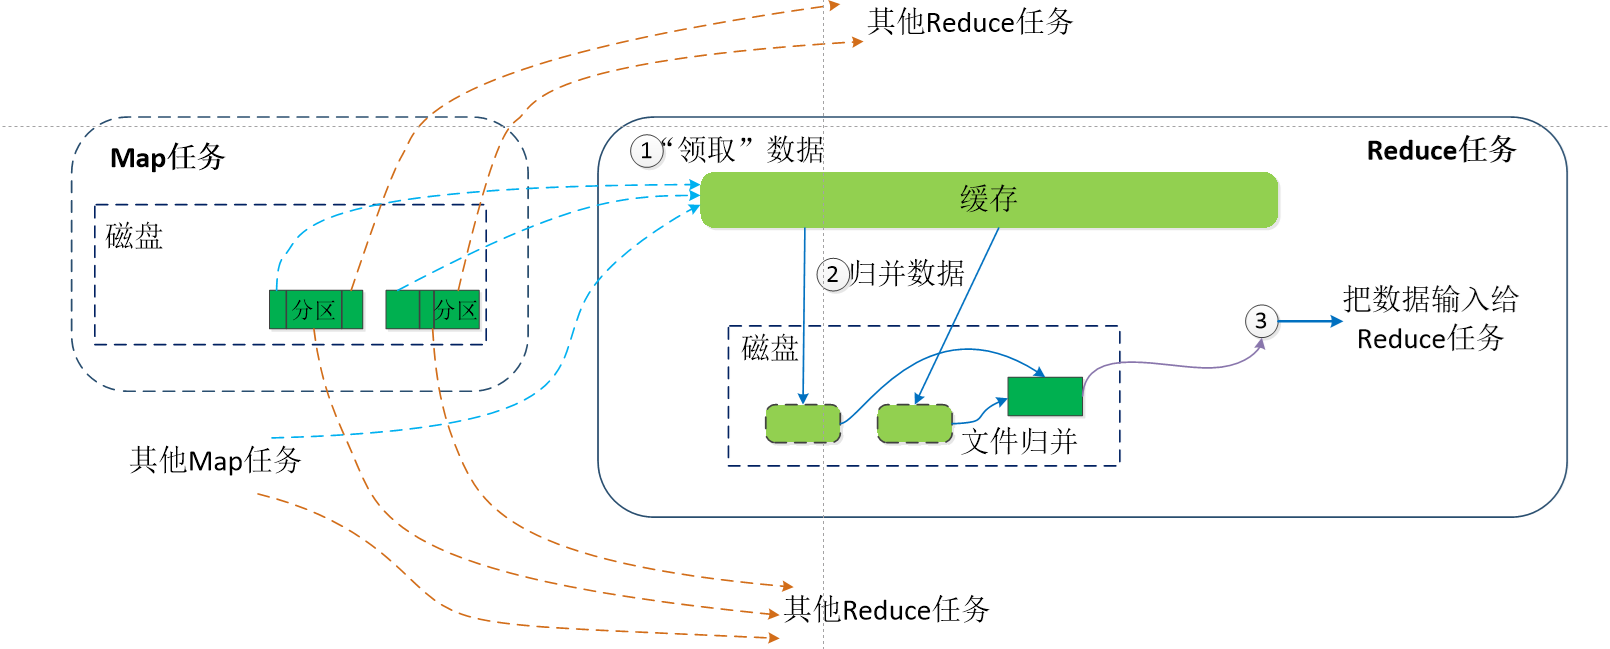 其他Reduce任务
Map任务
磁盘
分区
分区
其他Map任务
1
“领取”数据
Reduce任务
缓存
2
归并数据
磁盘
文件归并
3
把数据输入给
Reduce任务
其他Reduce任务